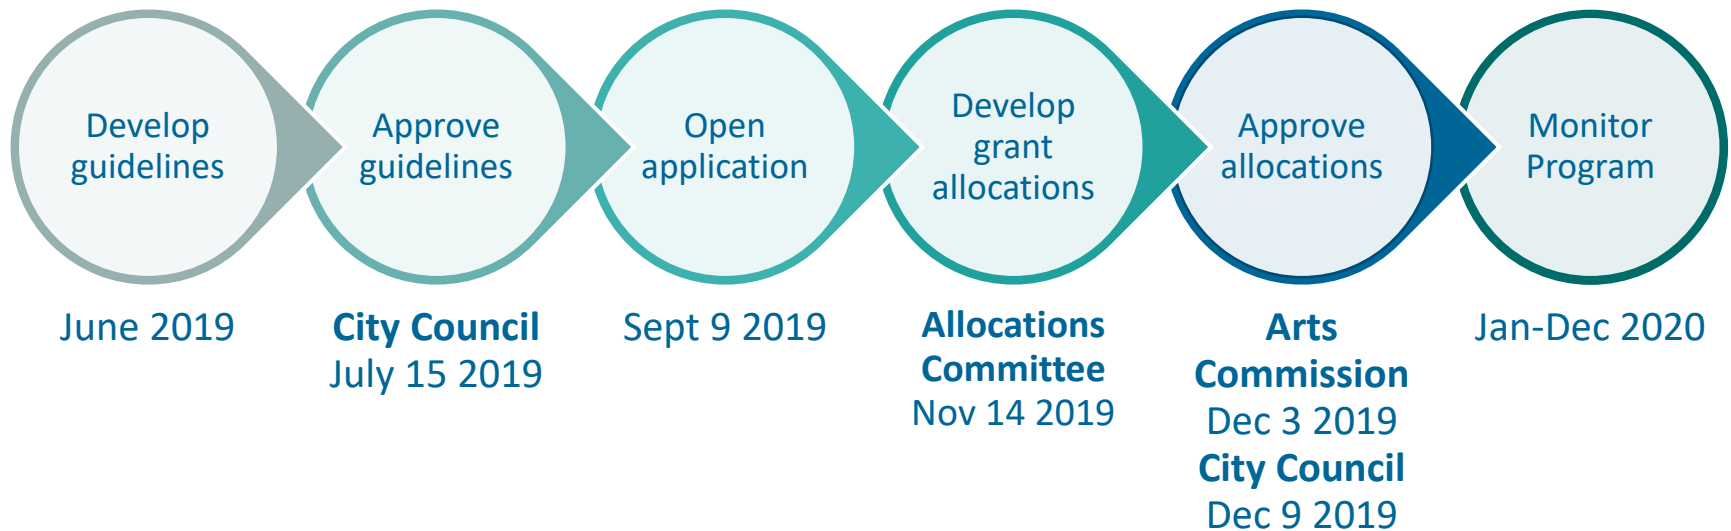 Develop
guidelines
Approve
guidelines
Open
application
Develop
grant
allocations
Approve
allocations
Monitor
Program
June 2019
City Council
July 15 2019
Sept 9 2019
Allocations
Committee
Nov 14 2019
Arts
Commission
Dec 3 2019
City Council
Dec 9 2019
Jan-Dec 2020